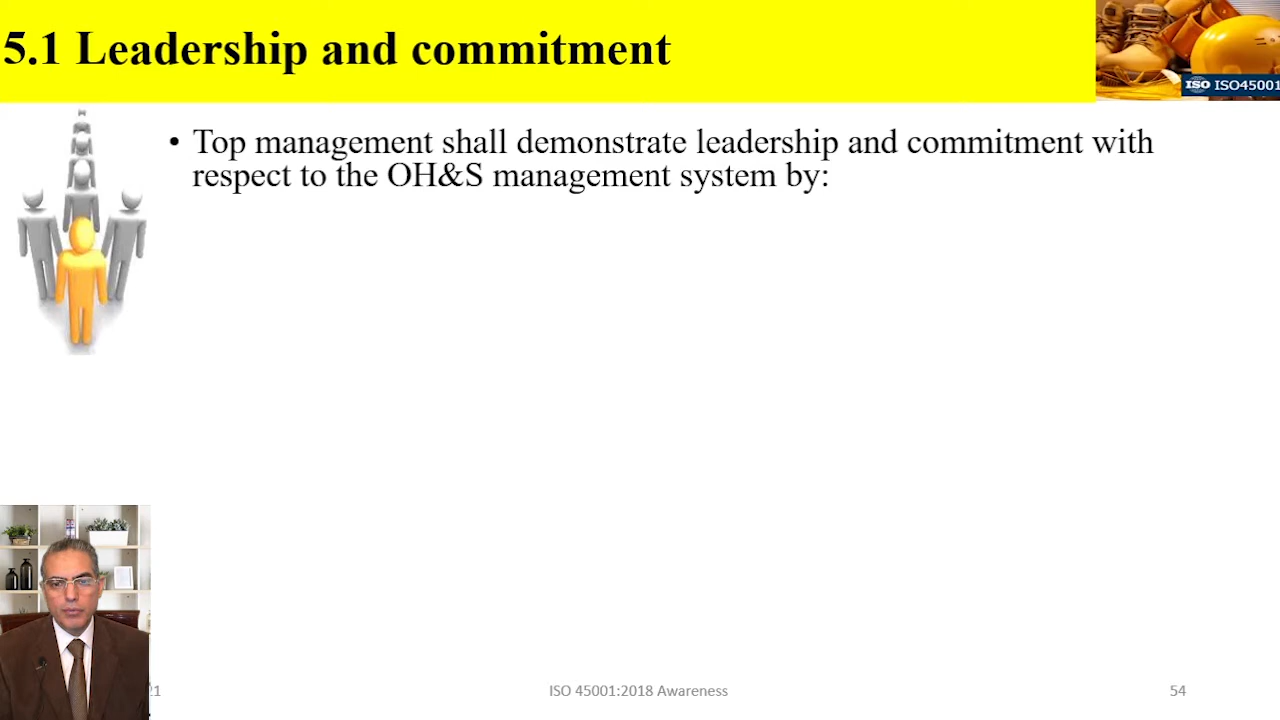 5.1 Leadership and commitment
ISO ISO45001
• Top management shall demonstrate leadership and commitment with
respect to the OH&S management system by:
21
ISO 45001:2018 Awareness
54